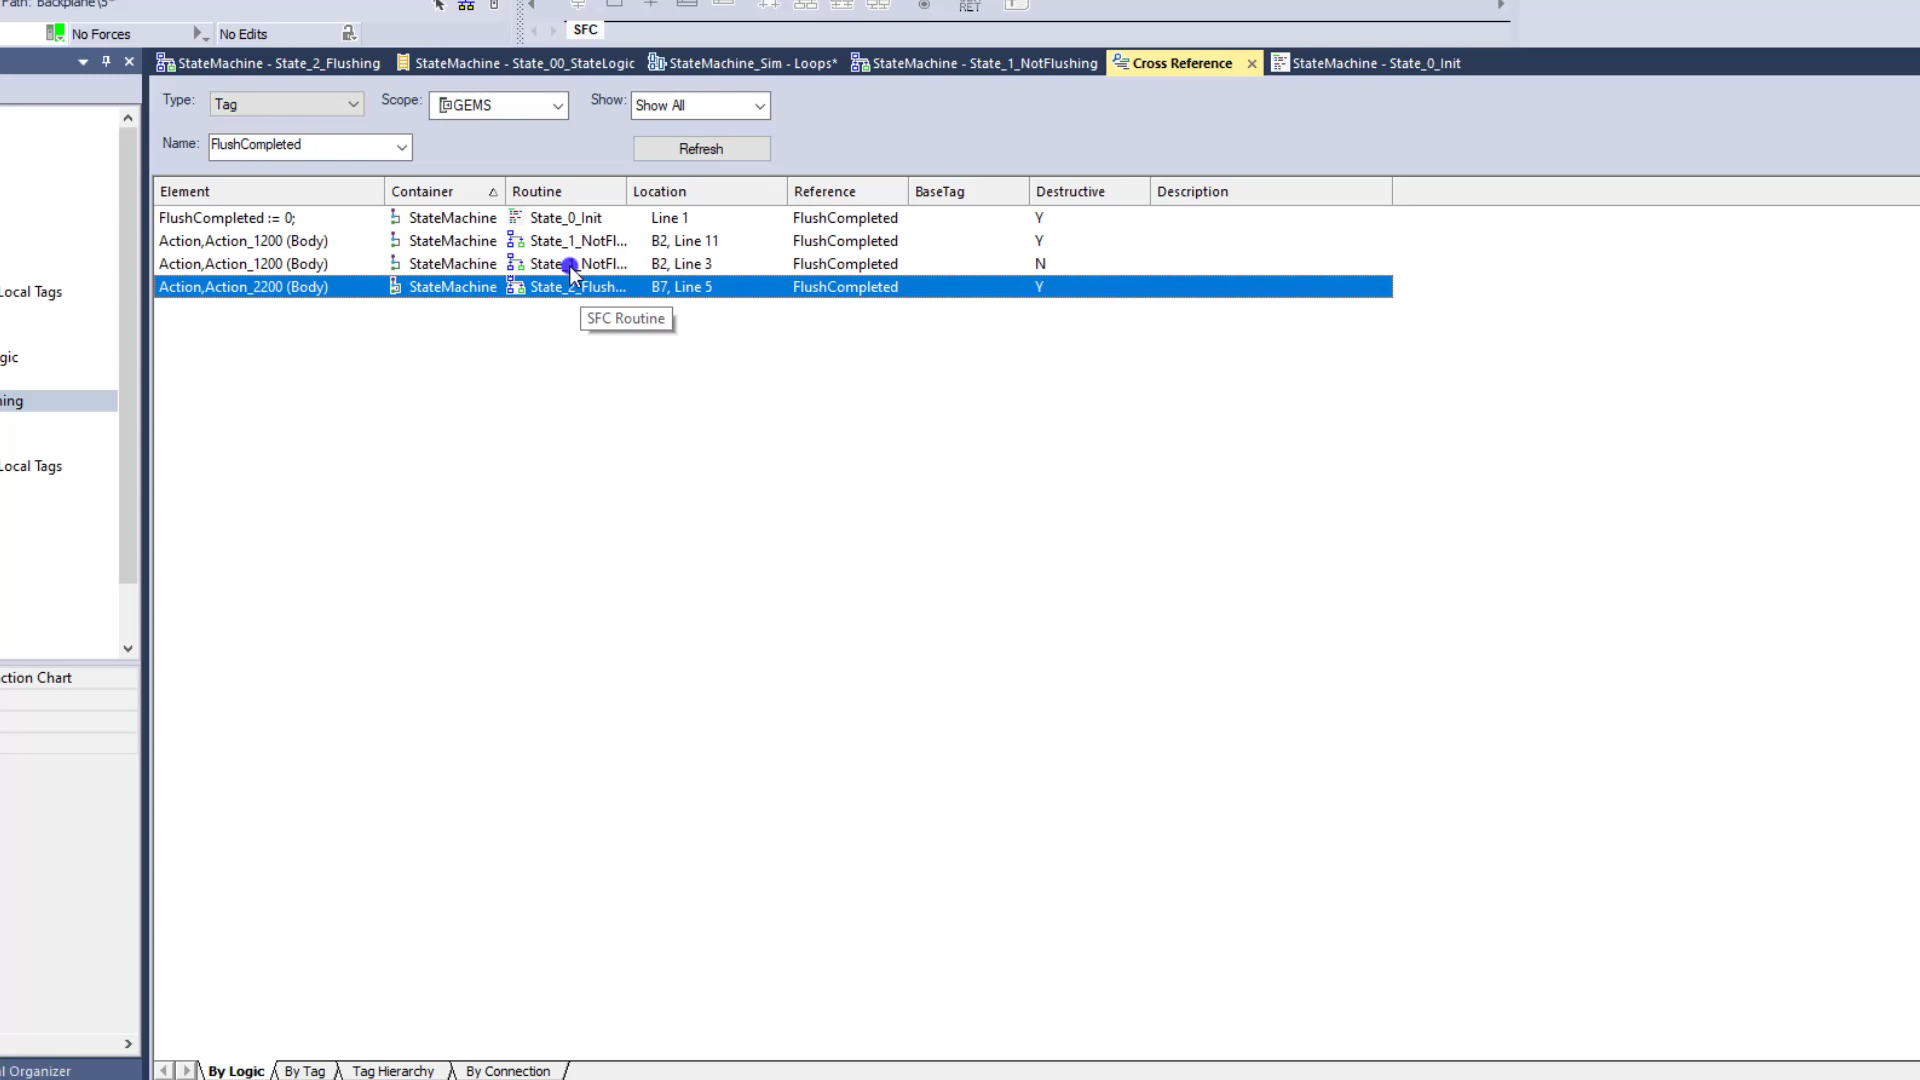 Path: Backplane\5*
RET
No Forces
No Edits
SFC
StateMachine - State_2_Flushing
StateMachine - State_00_StateLogic
StateMachine_Sim - Loops*
StateMachine - State_1_NotFlushing
Cross Reference
StateMachine - State_0_Init
Type: Tag
Scope: GEMS
Show: Show All
Name: FlushCompleted
Refresh
Element Container Routine Location Reference BaseTag Destructive Description
FlushCompleted := 0; StateMachine State_0_Init Line 1 FlushCompleted Y
Action,Action_1200 (Body) StateMachine State_1_NotFl... B2, Line 11 FlushCompleted Y
Action,Action_1200 (Body) StateMachine State_1_NotFl... B2, Line 3 FlushCompleted N
Action,Action_2200 (Body) StateMachine State_2_Flush... B7, Line 5 FlushCompleted Y
SFC Routine
Local Tags
gic
ning
Local Tags
ction Chart
l Organizer
By Logic By Tag Tag Hierarchy By Connection